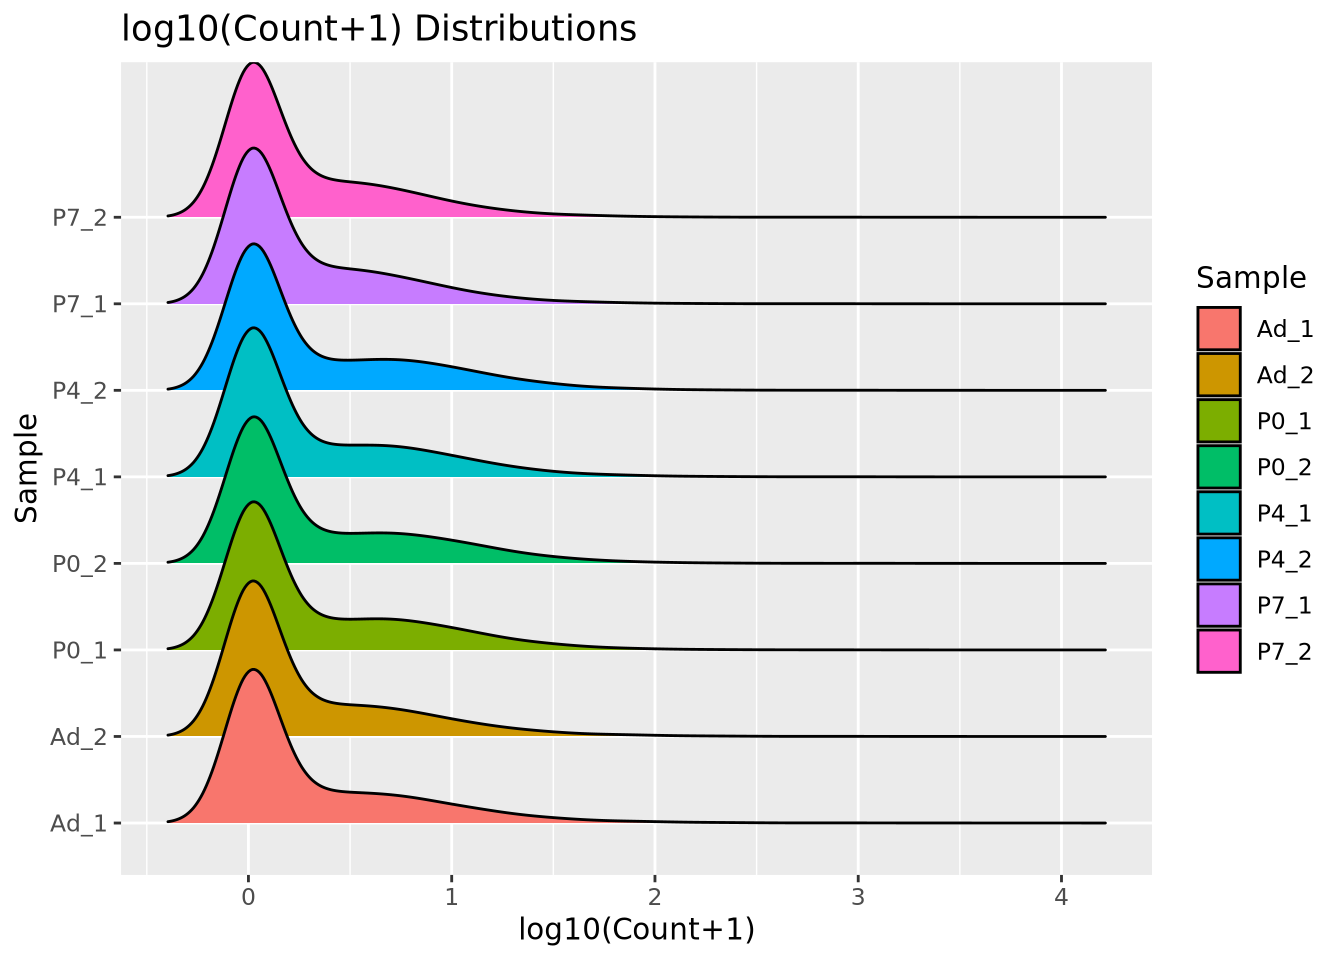 log10(Count+1) Distributions
P7_2
P7_1
P4_2
P4_1
P0_2
P0_1
Ad_2
Ad_1
Sample
0 1 2 3 4
log10(Count+1)
Sample
Ad_1
Ad_2
P0_1
P0_2
P4_1
P4_2
P7_1
P7_2